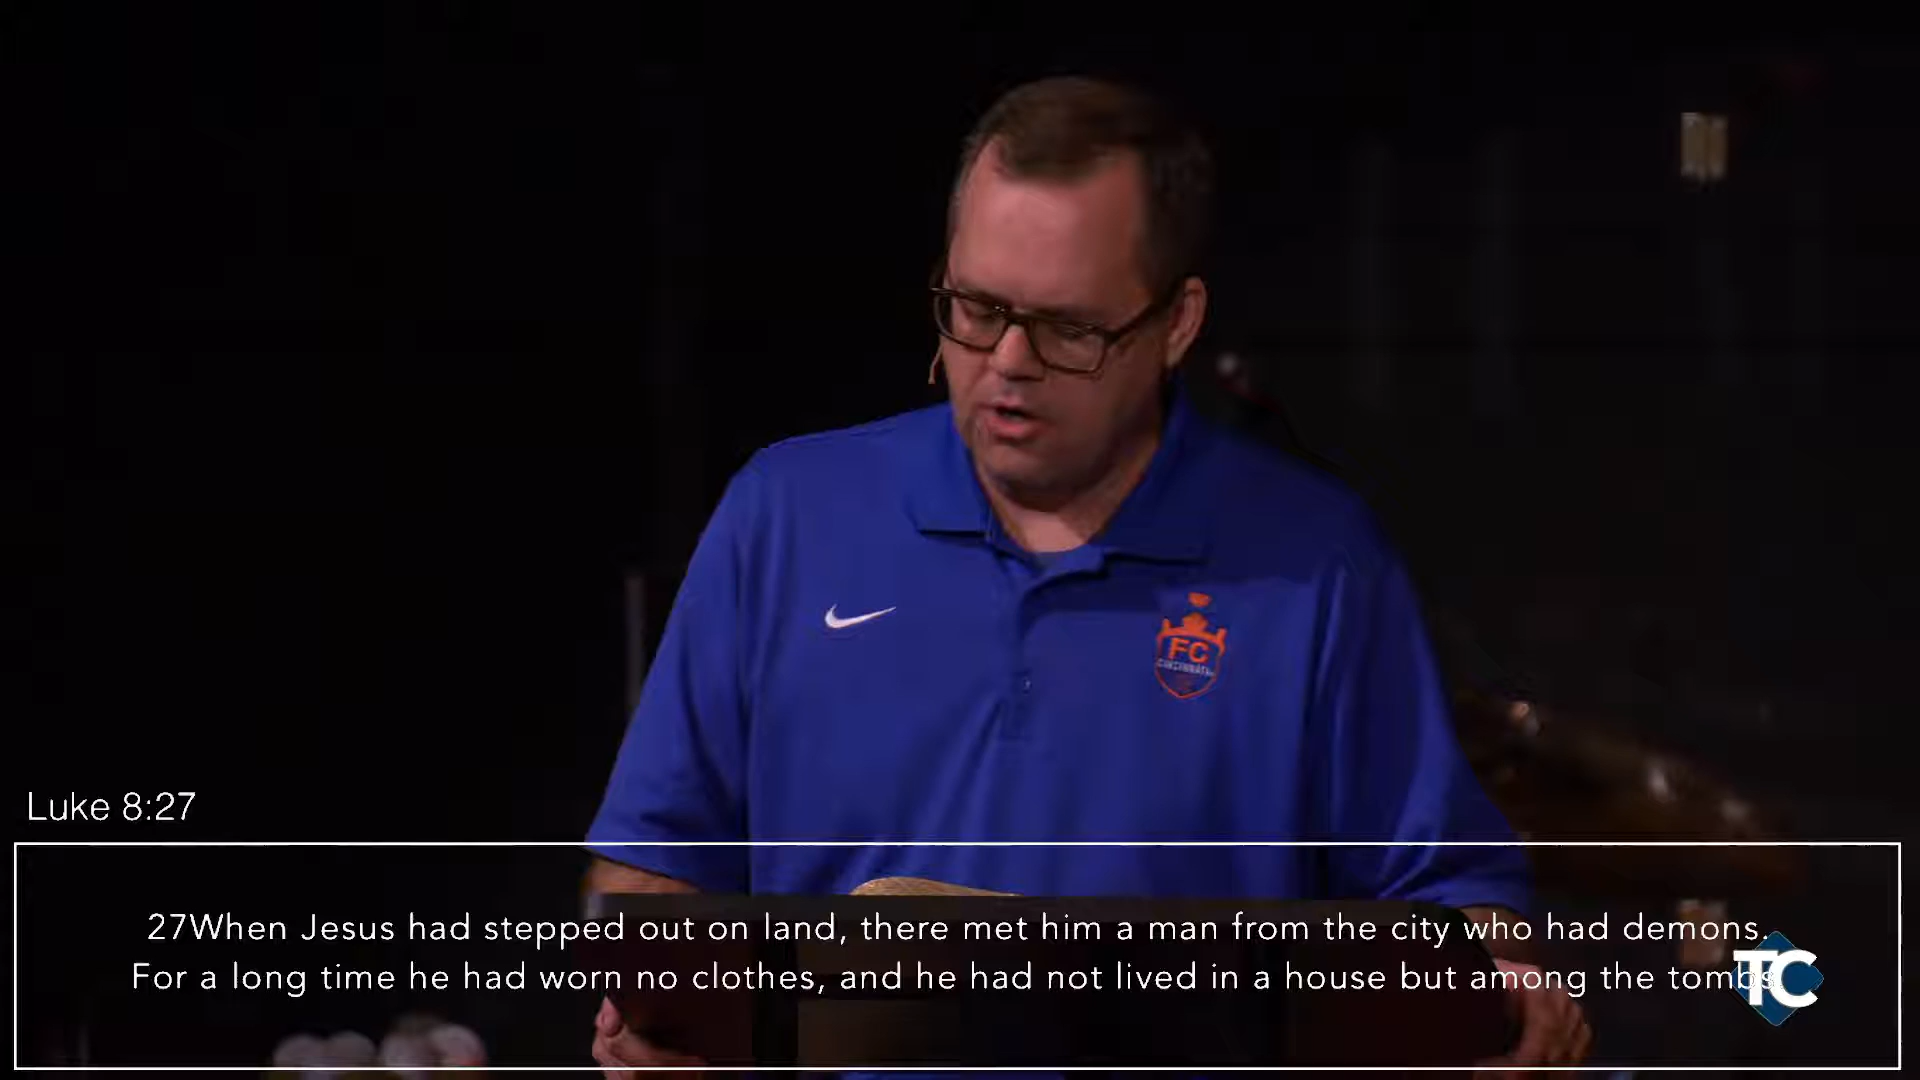 FC
CINCINNATI
Luke 8:27
27When Jesus had stepped out on land, there met him a man from the city who had demons.
For a long time he had worn no clothes, and he had not lived in a house but among the tombs
TC